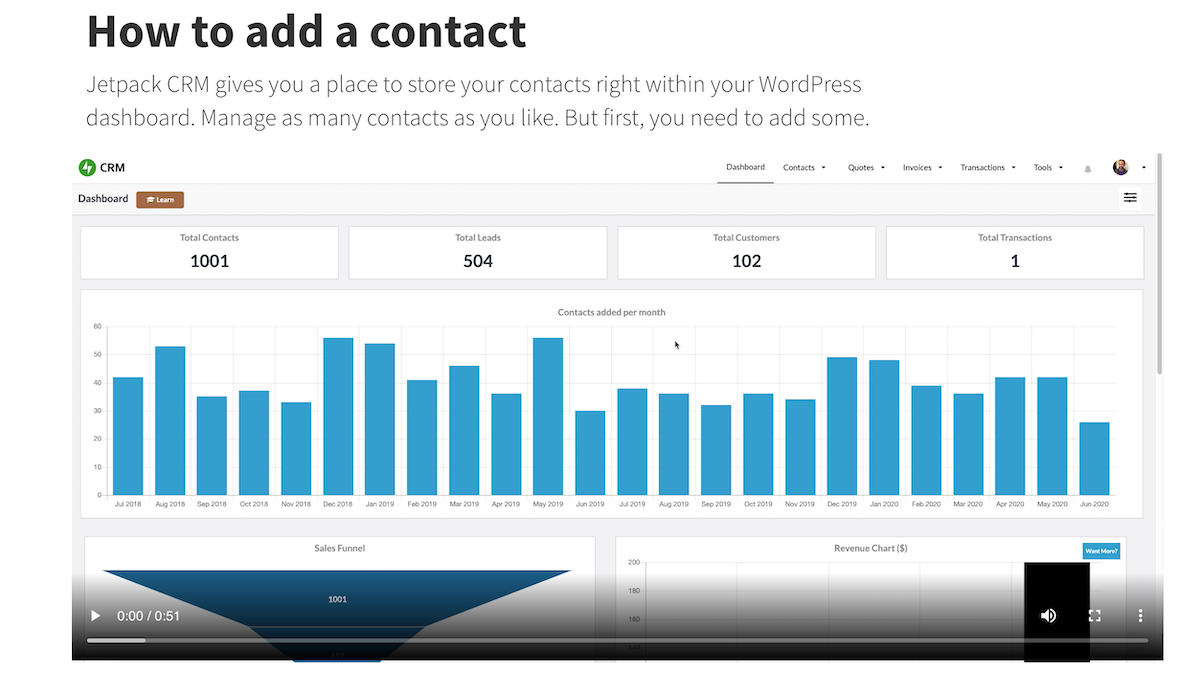 How to add a contact
Jetpack CRM gives you a place to store your contacts right within your WordPress
dashboard. Manage as many contacts as you like. But first, you need to add some.
CRM
Dashboard
Contacts
Quotes
Invoices
Transactions
Tools
Dashboard
Learn
Total Contacts
1001
Total Leads
504
Total Customers
102
Total Transactions
1
Contacts added per month
60
50
40
30
20
10
0
Jul 2018
Aug 2018
Sep 2018
Oct 2018
Nov 2018
Dec 2018
Jan 2019
Feb 2019
Mar 2019
Apr 2019
May 2019
Jun 2019
Jul 2019
Aug 2019
Sep 2019
Oct 2019
Nov 2019
Dec 2019
Jan 2020
Feb 2020
Mar 2020
Apr 2020
May 2020
Jun 2020
Sales Funnel
1001
Revenue Chart ($)
Want More?
200
180
160
0:00 / 0:51